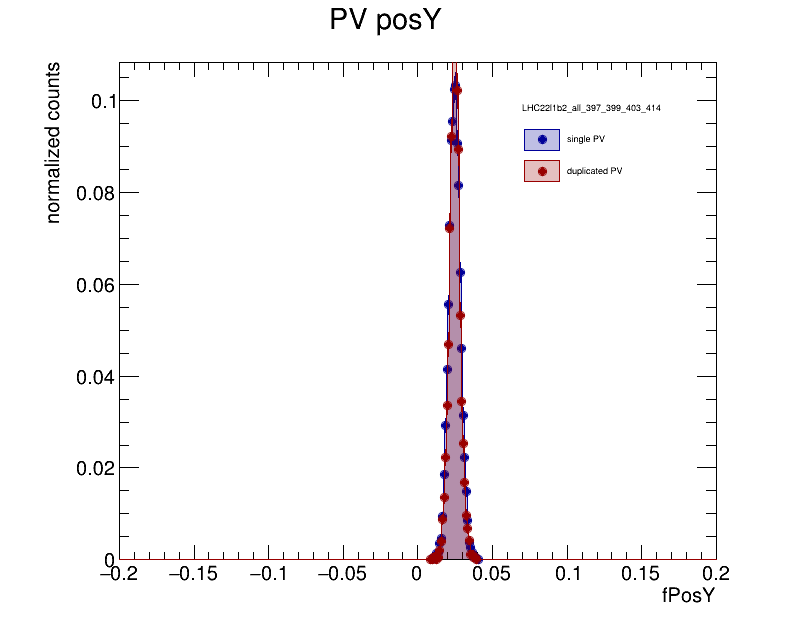 PV posY
normalized counts
LHC22l1b2_all_397_399_403_414
single PV
duplicated PV
0.1
0.08
0.06
0.04
0.02
0
−0.2 −0.15 −0.1 −0.05 0 0.05 0.1 0.15 0.2
fPosY